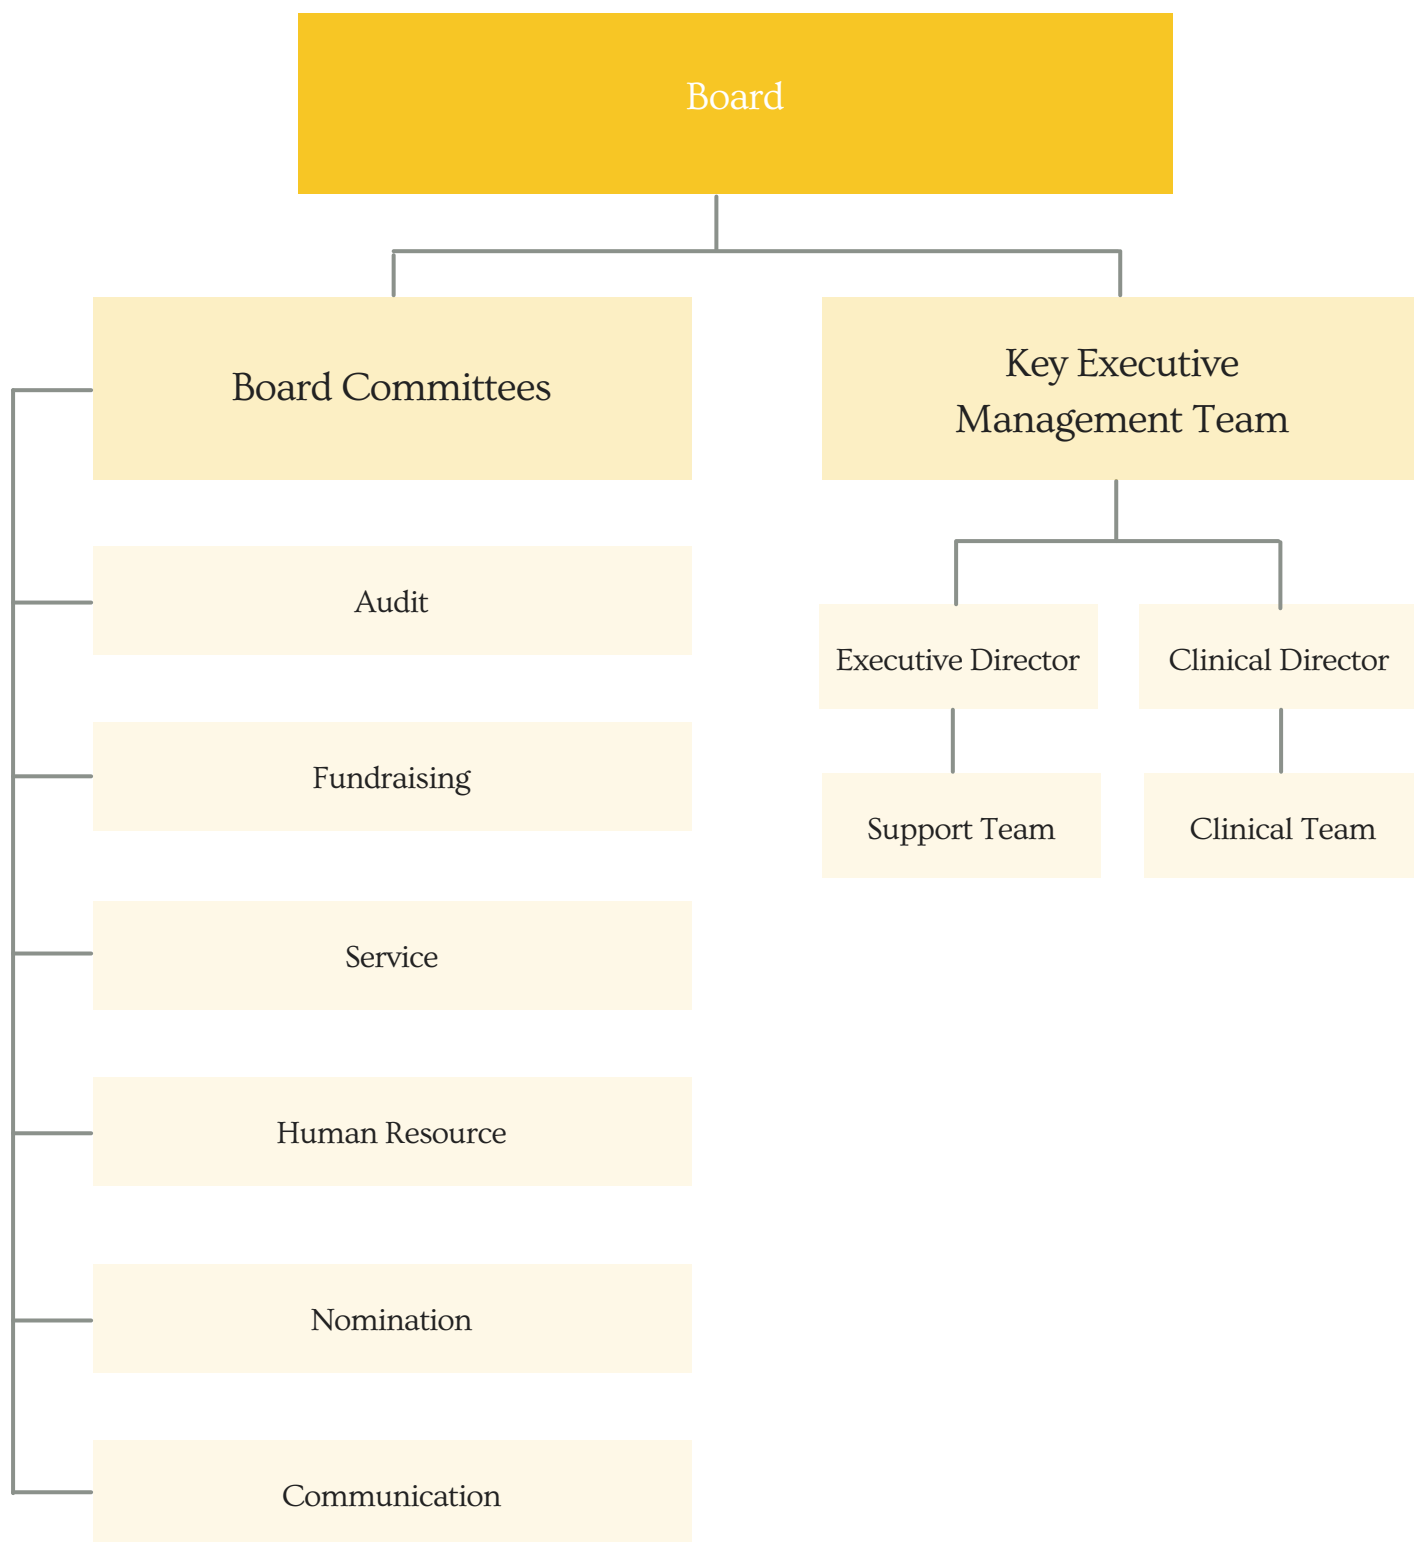 Board
Board Committees
Key Executive
Management Team
Audit
Fundraising
Service
Human Resource
Nomination
Communication
Executive Director
Clinical Director
Support Team
Clinical Team